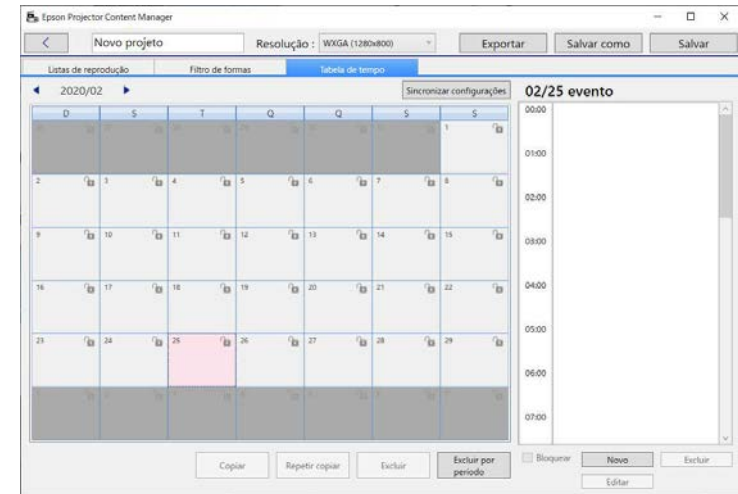 Epson Projector Content Manager
Novo projeto Resolução : WXGA (1280x800) Exportar Salvar como Salvar
Listas de reprodução Filtro de formas Tabela de tempo
2020/02 Sincronizar configurações 02/25 evento
D S T Q Q S S
1
2 3 4 5 6 7 8
9 10 11 12 13 14 15
16 17 18 19 20 21 22
23 24 25 26 27 28 29
00:00
01:00
02:00
03:00
04:00
05:00
06:00
07:00
Copiar Repetir copiar Excluir Excluir por
período
Bloquear Novo Excluir
Editar